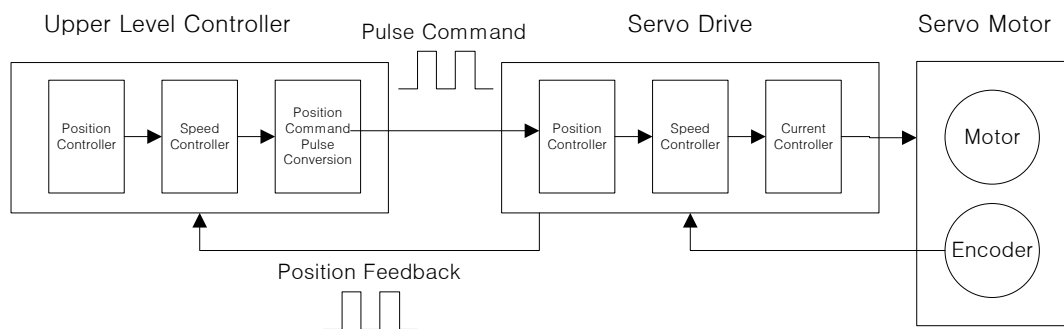 Upper Level Controller
Pulse Command
Servo Drive
Servo Motor
Position
Controller
Speed
Controller
Position
Command
Pulse
Conversion
Position
Controller
Speed
Controller
Current
Controller
Motor
Encoder
Position Feedback